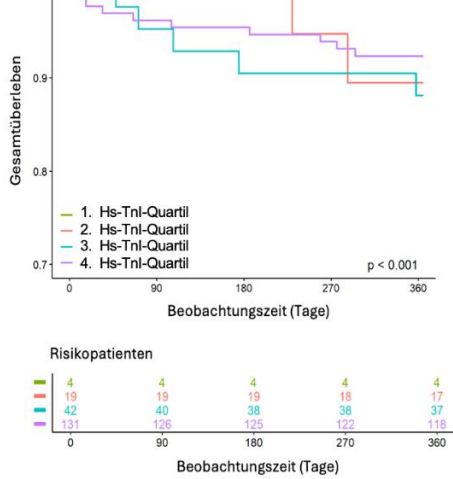 Gesamtüberleben
0.9
0.8
0.7
1. Hs-TnI-Quartil
2. Hs-TnI-Quartil
3. Hs-TnI-Quartil
4. Hs-TnI-Quartil
p < 0.001
0 90 180 270 360
Beobachtungszeit (Tage)
Risikopatienten
4 4 4 4 4
19 19 19 18 17
42 40 38 38 37
131 126 125 122 118
0 90 180 270 360
Beobachtungszeit (Tage)